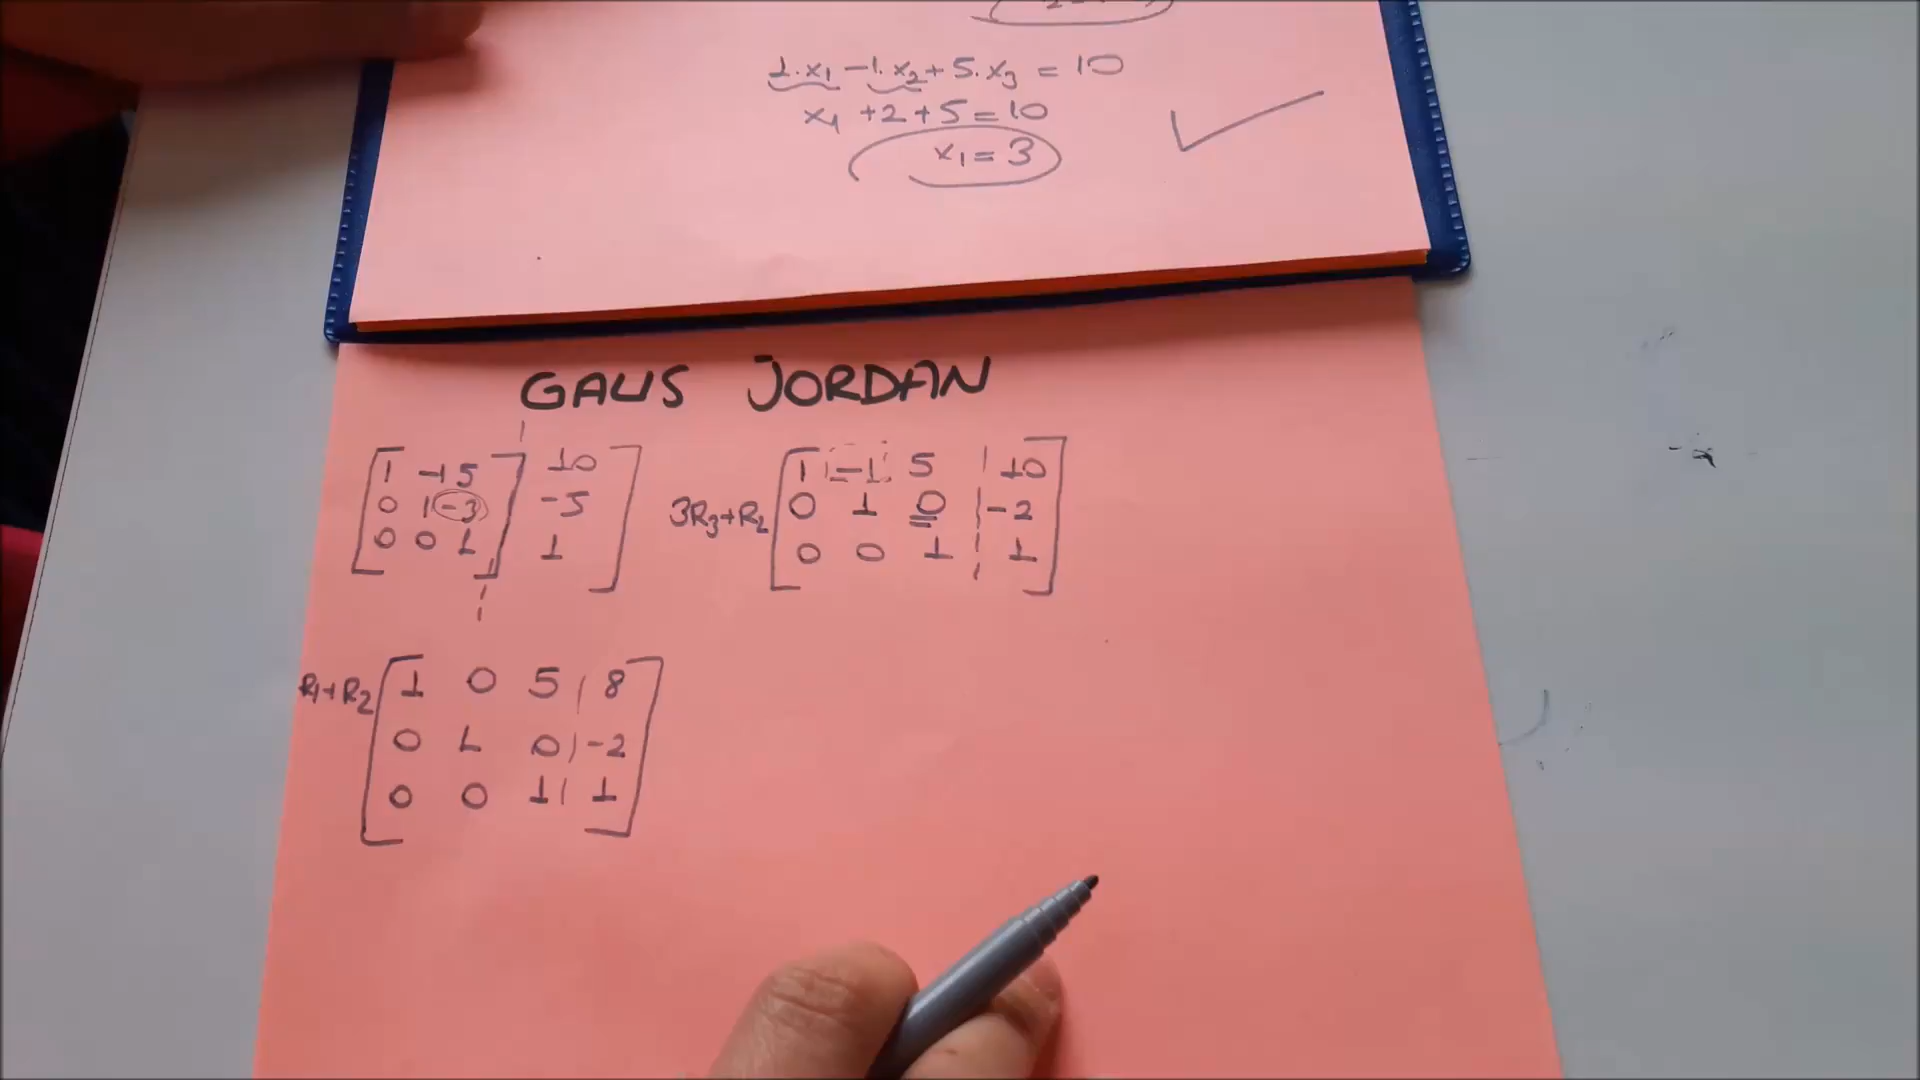 1.x₁ -1.x₂ + 5.x₃ = 10
x₁ +2 +5 = 10
x₁ = 3
GAUS JORDAN
1 -1 5 | 10
0 1 -3 | -5
0 0 1 | 1
1 -1 5 | 10
3R₃+R₂ 0 1 0 | -2
0 0 1 | 1
R₁+R₂ 1 0 5 | 8
0 1 0 | -2
0 0 1 | 1